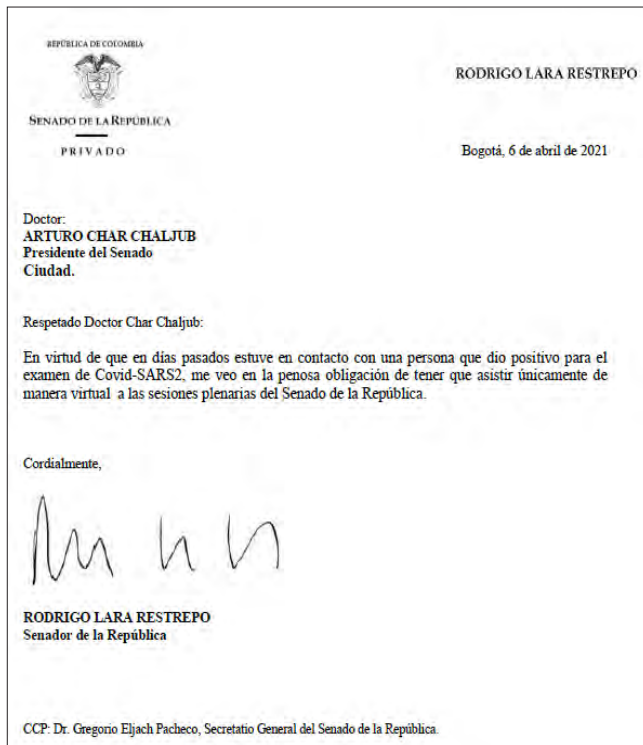 REPÚBLICA DE COLOMBIA
SENADO DE LA REPÚBLICA
PRIVADO
RODRIGO LARA RESTREPO
Bogotá, 6 de abril de 2021
Doctor:
ARTURO CHAR CHALJUB
Presidente del Senado
Ciudad.
Respetado Doctor Char Chaljub:
En virtud de que en días pasados estuve en contacto con una persona que dio positivo para el
examen de Covid-SARS2, me veo en la penosa obligación de tener que asistir únicamente de
manera virtual a las sesiones plenarias del Senado de la República.
Cordialmente,
RODRIGO LARA RESTREPO
Senador de la República
CCP: Dr. Gregorio Eljach Pacheco, Secretatio General del Senado de la República.